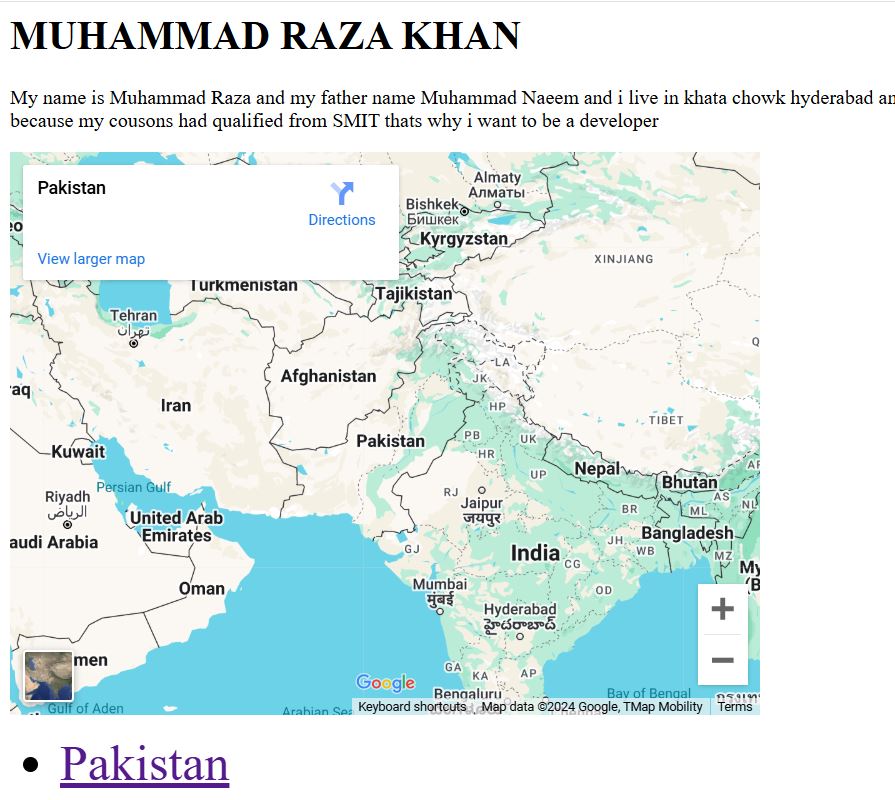 MUHAMMAD RAZA KHAN
My name is Muhammad Raza and my father name Muhammad Naeem and i live in khata chowk hyderabad
because my cousons had qualified from SMIT thats why i want to be a developer
Pakistan
Directions
View larger map
Almaty
Алматы
Bishkek
Бишкек
Kyrgyzstan
XINJIANG
Turkmenistan
Tajikistan
Tehran
تهران
LA
Afghanistan
JK
Iran
HP
TIBET
Pakistan
PB
UK
Kuwait
HR
Nepal
UP
Bhutan
Persian Gulf
AS
Riyadh
الرياض
RJ
Jaipur
जयपुर
BR
ML
NL
United Arab
Emirates
Bangladesh
audi Arabia
GJ
India
JH
WB
MZ
CG
Oman
Mumbai
मुंबई
OD
Hyderabad
హైదరాబాద్
men
GA
KA
AP
Google
Bengaluru
Bay of Bengal
Gulf of Aden
Arabian Sea
Keyboard shortcuts
Map data ©2024 Google, TMap Mobility
Terms
Pakistan